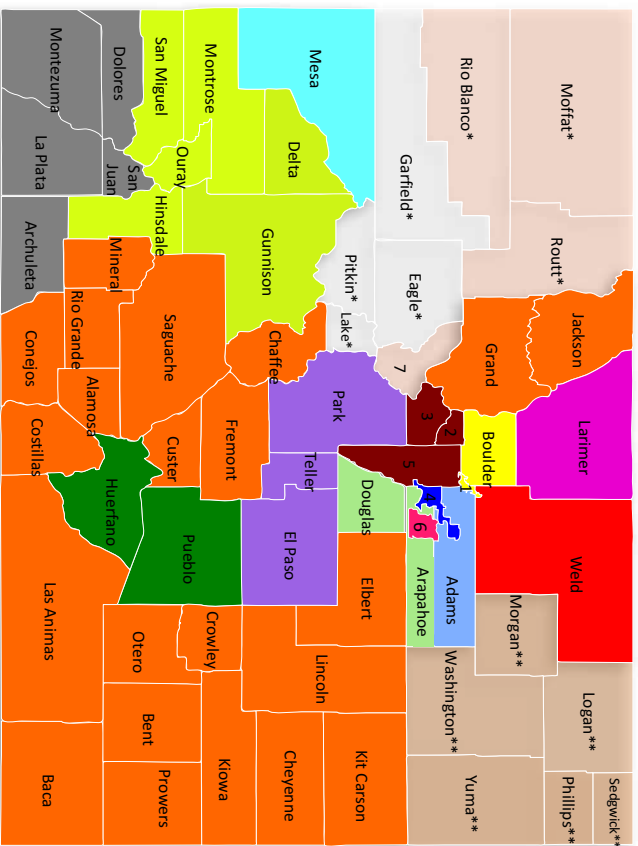 Moffat*
Routt*
Jackson
Larimer
Weld
Logan**
Sedgwick**
Phillips**
Rio Blanco*
Grand
Boulder
Morgan**
Washington**
Yuma**
Garfield*
Eagle*
7
3
2
1
4
6
5
Adams
Arapahoe
Mesa
Pitkin*
Lake*
Park
Douglas
Elbert
Kit Carson
Delta
Gunnison
Chaffee
Teller
El Paso
Lincoln
Cheyenne
Montrose
Ouray
San Miguel
Hinsdale
Saguache
Fremont
Custer
Pueblo
Crowley
Kiowa
Dolores
San
Juan
Mineral
Rio Grande
Alamosa
Huerfano
Otero
Bent
Prowers
Montezuma
La Plata
Archuleta
Conejos
Costillas
Las Animas
Baca